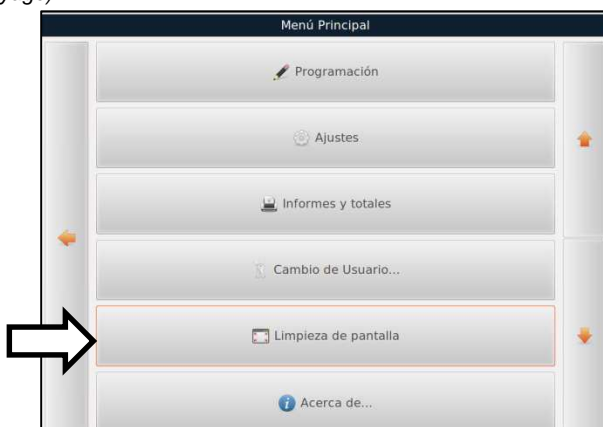 Menú Principal
Programación
Ajustes
Informes y totales
Cambio de Usuario...
Limpieza de pantalla
Acerca de...